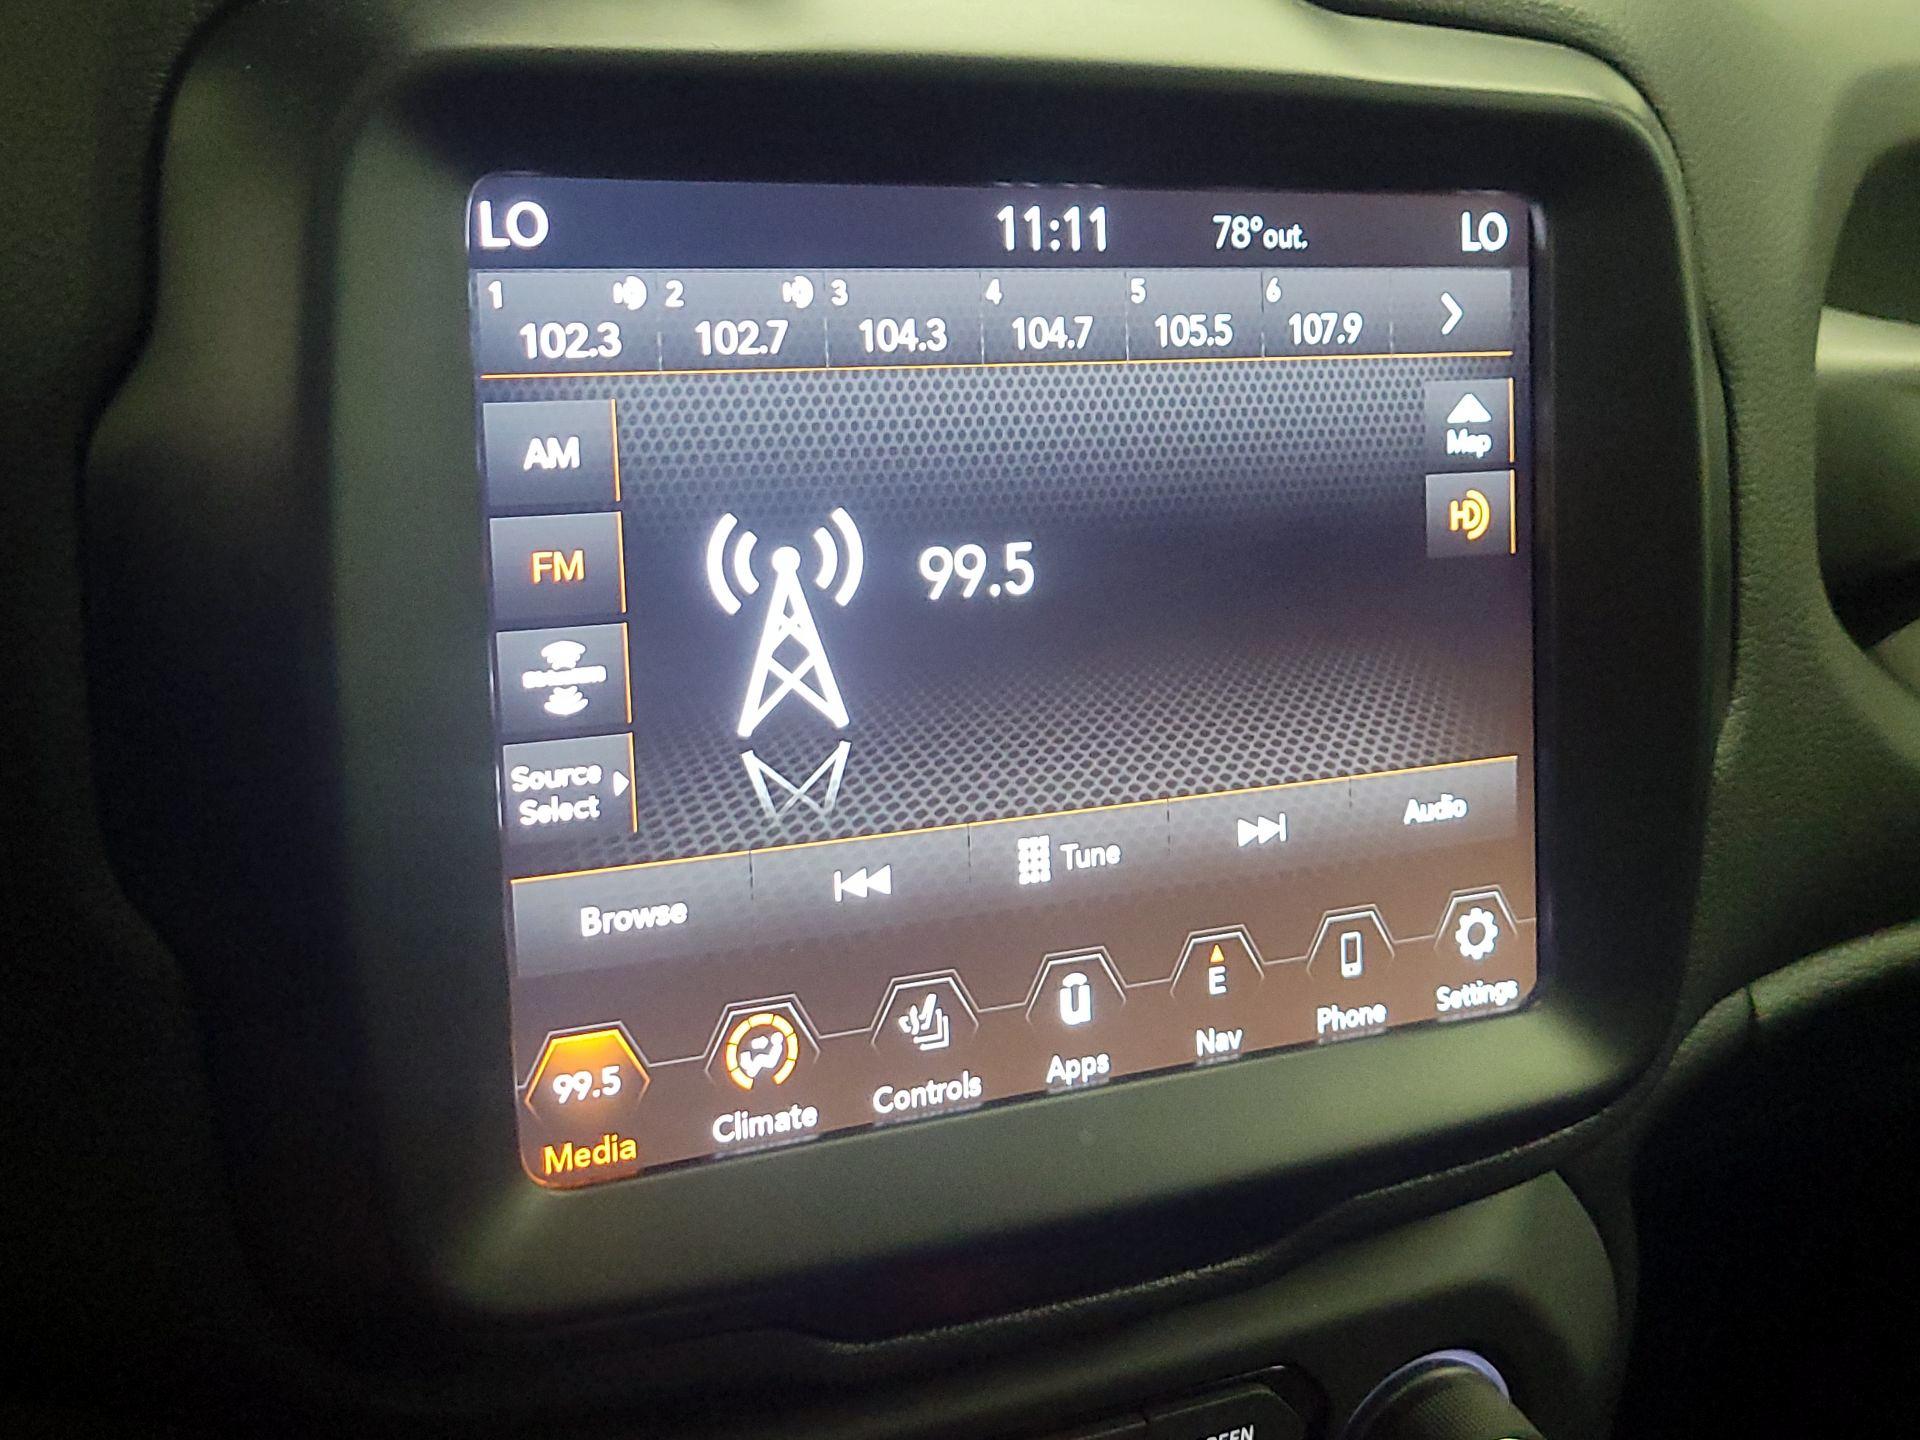 LO 11:11 78°out. LO
1 2 3 4 5 6
102.3 102.7 104.3 104.7 105.5 107.9
AM
Map
FM
HD
99.5
Source
Select
Browse
Tune
Audio
99.5
Media
Climate
Controls
Apps
E
Nav
Phone
Settings